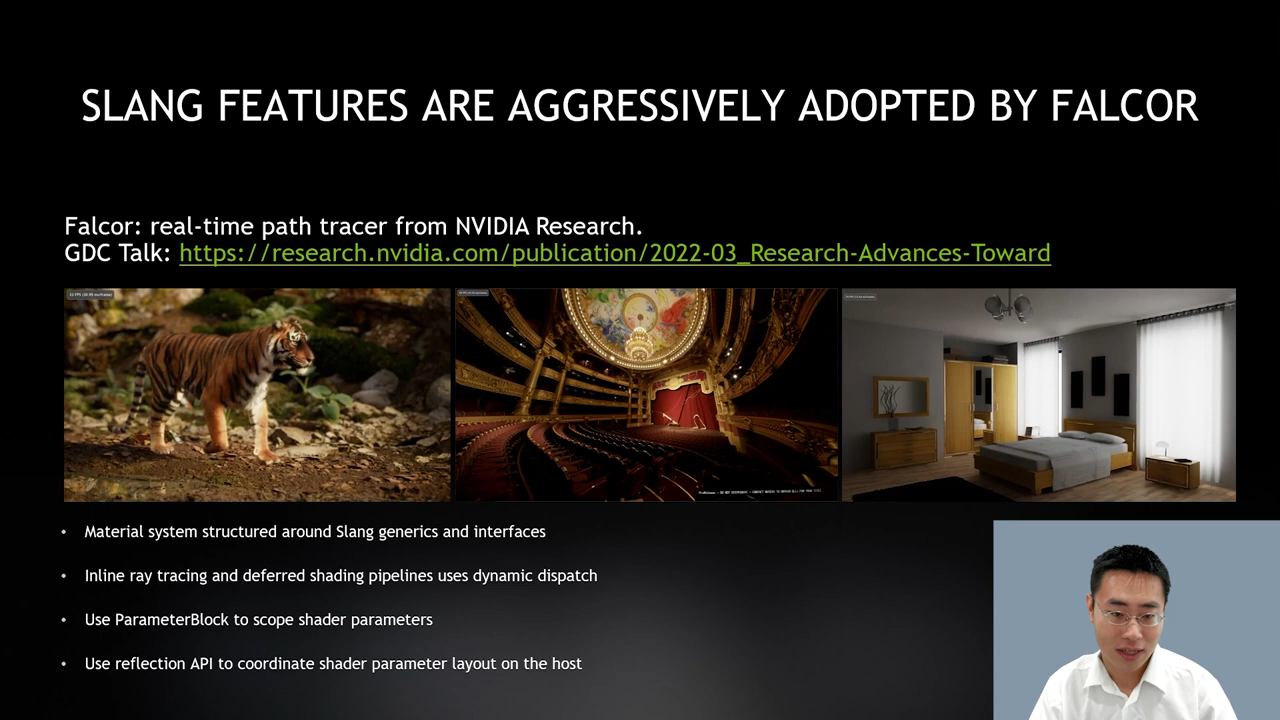 SLANG FEATURES ARE AGGRESSIVELY ADOPTED BY FALCOR
Falcor: real-time path tracer from NVIDIA Research.
GDC Talk: https://research.nvidia.com/publication/2022-03_Research-Advances-Toward
• Material system structured around Slang generics and interfaces
• Inline ray tracing and deferred shading pipelines uses dynamic dispatch
• Use ParameterBlock to scope shader parameters
• Use reflection API to coordinate shader parameter layout on the host